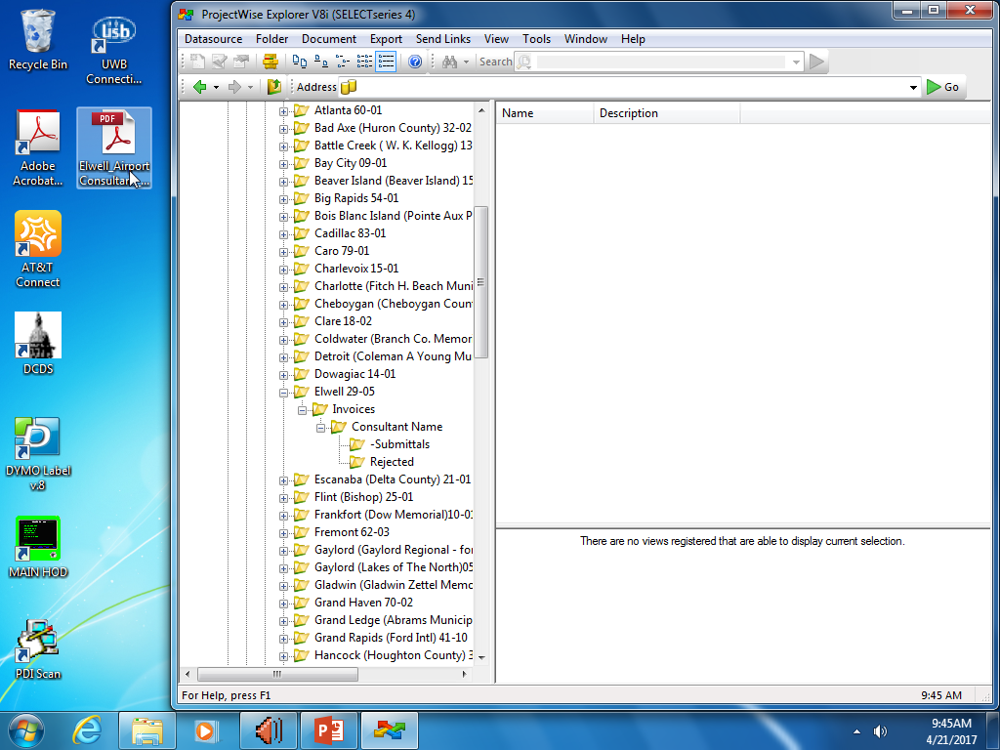 Recycle Bin
UWB
Connecti...
Adobe
Acrobat...
PDF
Elwell_Airport
Consultan...
AT&T
Connect
DCDS
DYMO Label
v.8
MAIN HOD
PDI Scan
ProjectWise Explorer V8i (SELECTseries 4)
Datasource Folder Document Export Send Links View Tools Window Help
Search
Address
Go
Atlanta 60-01
Bad Axe (Huron County) 32-02
Battle Creek ( W. K. Kellogg) 13
Bay City 09-01
Beaver Island (Beaver Island) 15
Big Rapids 54-01
Bois Blanc Island (Pointe Aux P
Cadillac 83-01
Caro 79-01
Charlevoix 15-01
Charlotte (Fitch H. Beach Muni
Cheboygan (Cheboygan Coun
Clare 18-02
Coldwater (Branch Co. Memor
Detroit (Coleman A Young Mu
Dowagiac 14-01
Elwell 29-05
Invoices
Consultant Name
-Submittals
Rejected
Escanaba (Delta County) 21-01
Flint (Bishop) 25-01
Frankfort (Dow Memorial)10-01
Fremont 62-03
Gaylord (Gaylord Regional - for
Gaylord (Lakes of The North)05
Gladwin (Gladwin Zettel Memo
Grand Haven 70-02
Grand Ledge (Abrams Municip
Grand Rapids (Ford Intl) 41-10
Hancock (Houghton County) 3
Name Description
There are no views registered that are able to display current selection.
For Help, press F1
9:45 AM
9:45AM
4/21/2017